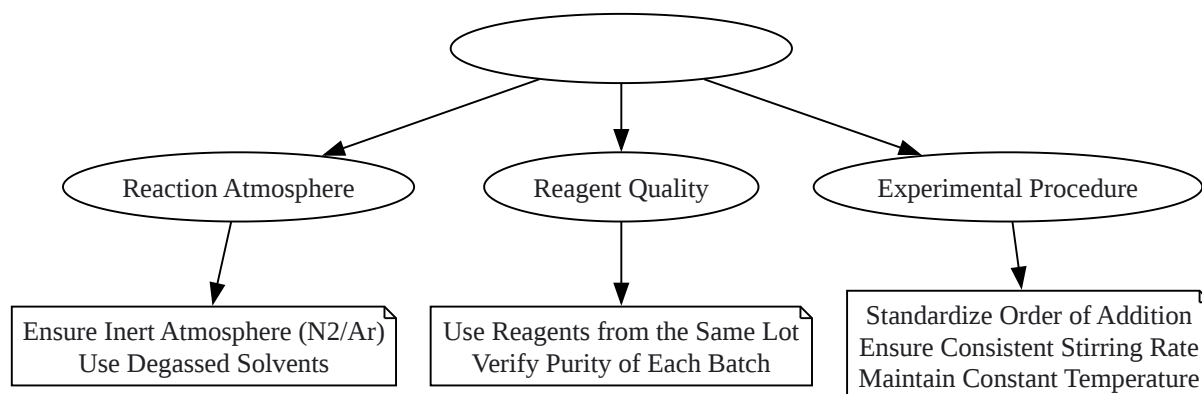 Reaction Atmosphere
Reagent Quality
Experimental Procedure
Ensure Inert Atmosphere (N2/Ar)
Use Degassed Solvents
Use Reagents from the Same Lot
Verify Purity of Each Batch
Standardize Order of Addition
Ensure Consistent Stirring Rate
Maintain Constant Temperature